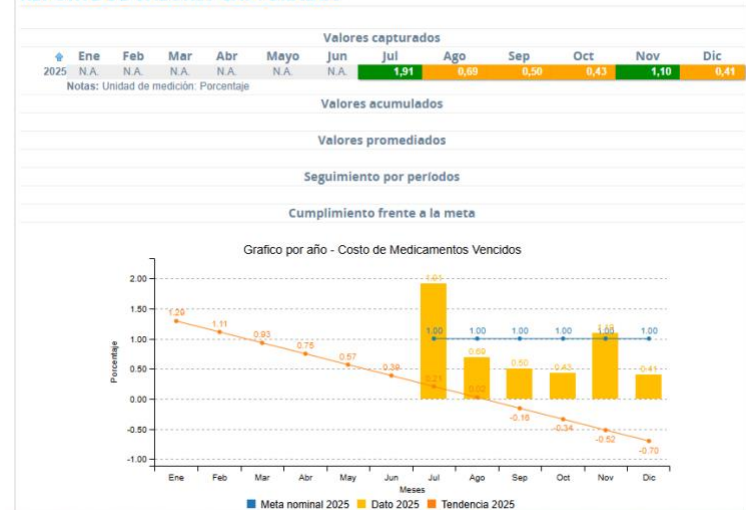 Valores capturados
Ene Feb Mar Abr Mayo Jun Jul Ago Sep Oct Nov Dic
2025 N.A. N.A. N.A. N.A. N.A. N.A. 1,91 0,69 0,50 0,43 1,10 0,41
Notas: Unidad de medición: Porcentaje
Valores acumulados
Valores promediados
Seguimiento por períodos
Cumplimiento frente a la meta
Grafico por año - Costo de Medicamentos Vencidos
Porcentaje
2.00
1.50
1.00
0.50
0.00
-0.50
-1.00
1.29 1.11 0.93 0.75 0.57 0.39 0.21 0.02 -0.16 -0.34 -0.52 -0.70
1.00 1.00 1.00 1.00 1.00 1.00
1.91 0.69 0.50 0.43 1.10 0.41
Ene Feb Mar Abr May Jun Jul Ago Sep Oct Nov Dic
Meses
Meta nominal 2025 Dato 2025 Tendencia 2025